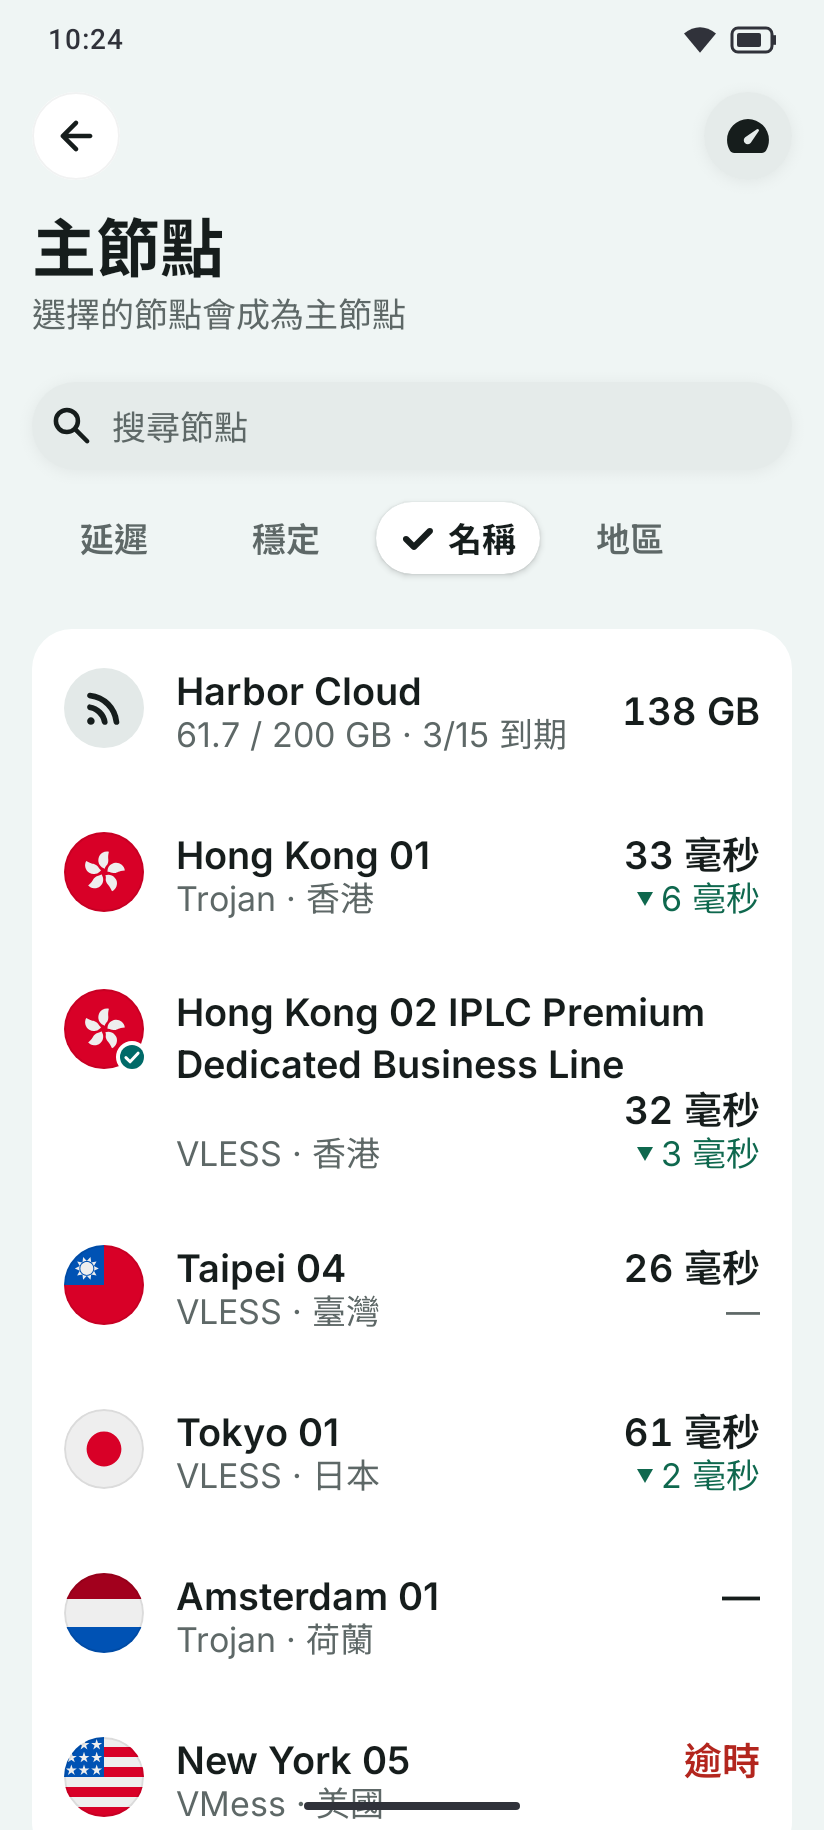 10:24
主節點
選擇的節點會成為主節點
搜尋節點
延遲 穩定 名稱 地區
Harbor Cloud
61.7 / 200 GB · 3/15 到期
138 GB
Hong Kong 01
Trojan · 香港
33 毫秒
▼6 毫秒
Hong Kong 02 IPLC Premium
Dedicated Business Line
VLESS · 香港
32 毫秒
▼3 毫秒
Taipei 04
VLESS · 臺灣
26 毫秒
—
Tokyo 01
VLESS · 日本
61 毫秒
▼2 毫秒
Amsterdam 01
Trojan · 荷蘭
—
New York 05
VMess · 美國
逾時